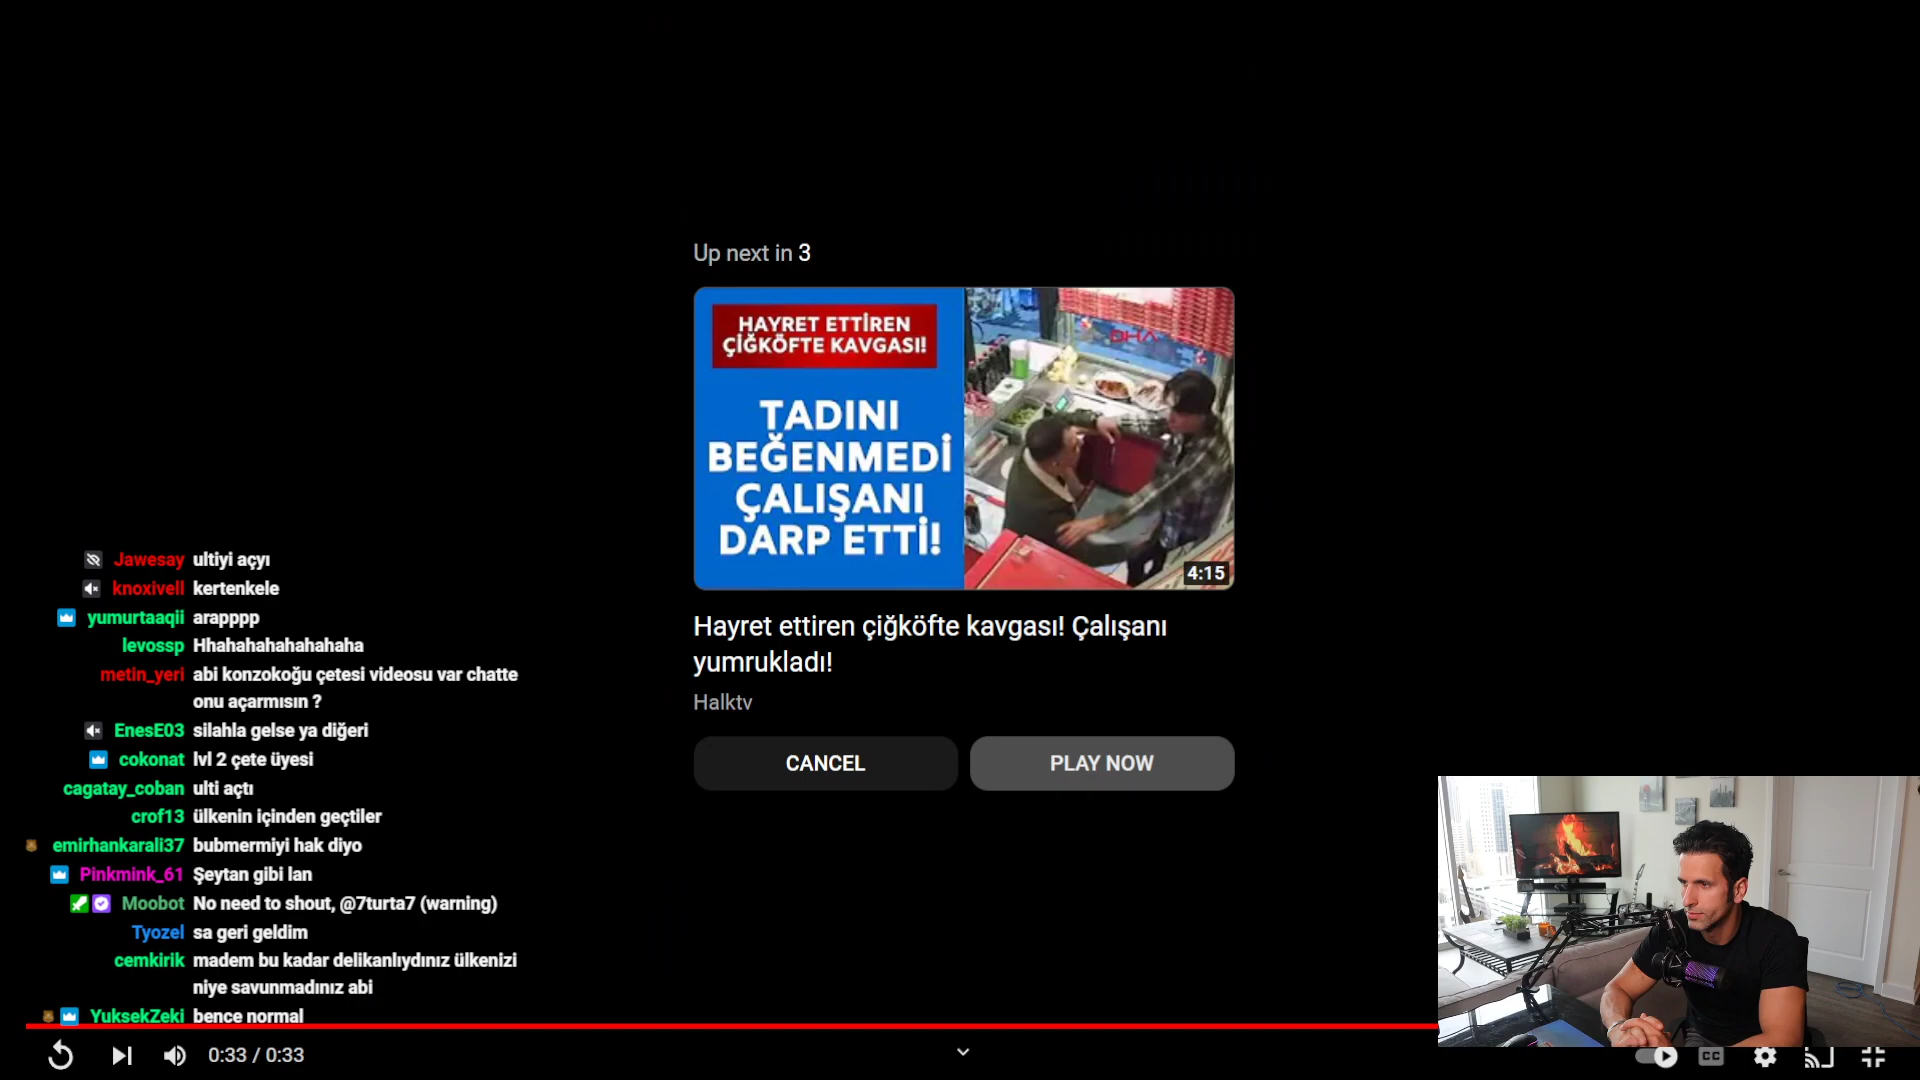 Up next in 3
HAYRET ETTİREN
ÇİĞKÖFTE KAVGASI!
TADINI
BEĞENMEDİ
ÇALIŞANI
DARP ETTİ!
DHA
4:15
Hayret ettiren çiğköfte kavgası! Çalışanı
yumrukladı!
Halktv
CANCEL
PLAY NOW
Jawesay ultiyi açyı
knoxivell kertenkele
yumurtaaqii arapppp
levossp Hhahahahahahahaha
metin_yeri abi konzokoğu çetesi videosu var chatte
onu açarmısın ?
EnesE03 silahla gelse ya diğeri
cokonat lvl 2 çete üyesi
cagatay_coban ulti açtı
crof13 ülkenin içinden geçtiler
emirhankarali37 bubmermiyi hak diyo
Pinkmink_61 Şeytan gibi lan
Moobot No need to shout, @7turta7 (warning)
Tyozel sa geri geldim
cemkirik madem bu kadar delikanlıydınız ülkenizi
niye savunmadınız abi
YuksekZeki bence normal
0:33 / 0:33
CC